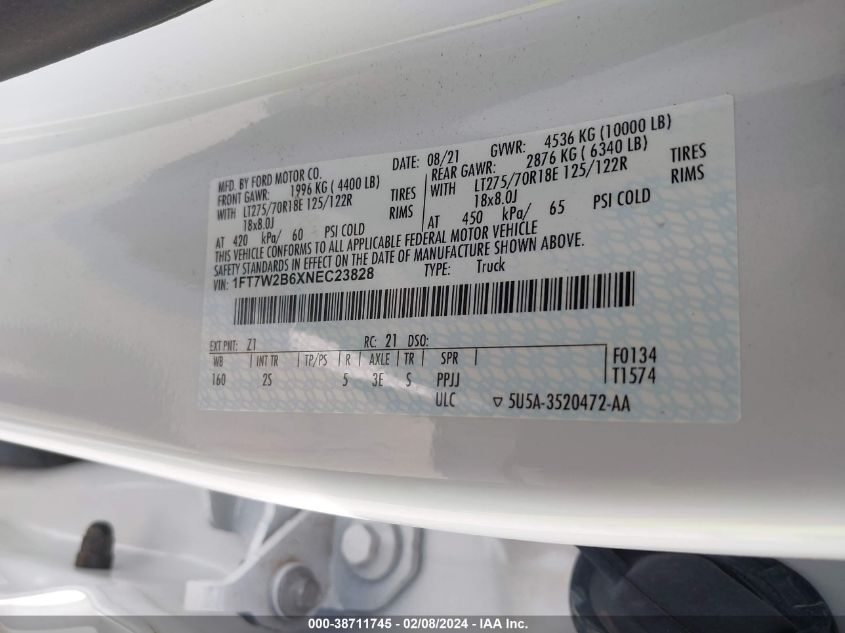 MFD. BY FORD MOTOR CO.
DATE: 08/21 GVWR: 4536 KG (10000 LB)
FRONT GAWR: 1996 KG ( 4400 LB)
REAR GAWR: 2876 KG ( 6340 LB)
WITH LT275/70R18E 125/122R TIRES
WITH LT275/70R18E 125/122R TIRES
18x8.0J RIMS
18x8.0J RIMS
AT 420 kPa/ 60 PSI COLD
AT 450 kPa/ 65 PSI COLD
THIS VEHICLE CONFORMS TO ALL APPLICABLE FEDERAL MOTOR VEHICLE
SAFETY STANDARDS IN EFFECT ON THE DATE OF MANUFACTURE SHOWN ABOVE.
VIN: 1FT7W2B6XNEC23828 TYPE: Truck
EXT PNT: Z1 RC: 21 DSO:
WB INT TR TP/PS R AXLE TR SPR F0134
160 2S 5 3E S PPJJ T1574
ULC ▽ 5U5A-3520472-AA
000-38711745 - 02/08/2024 - IAA Inc.